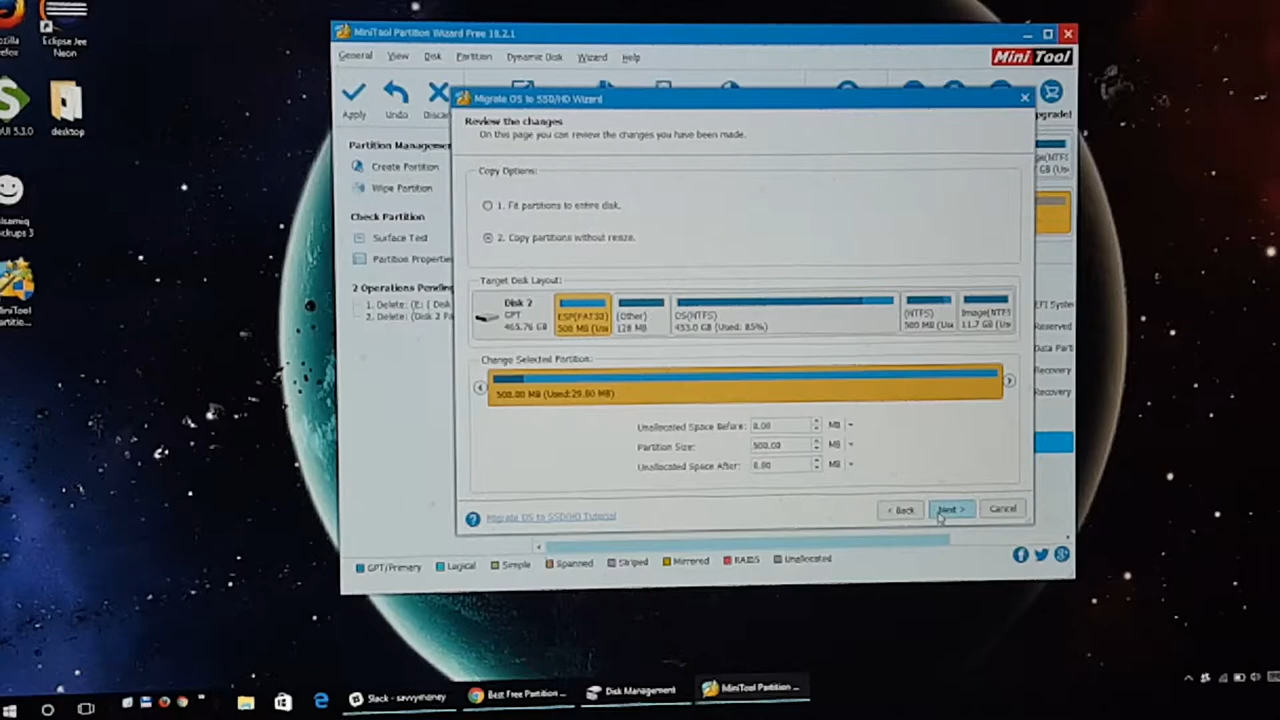 Eclipse Jee
Neon
desktop
MiniTool Partition Wizard Free 10.2.1
General View Disk Partition Dynamic Disk Wizard Help
Mini Tool
Apply Undo
Migrate OS to SSD/HD Wizard
Review the changes
On this page you can review the changes you have been made.
Partition Management
Create Partition
Wipe Partition
Check Partition
Surface Test
Partition Properties
2 Operations Pending
1. Delete: (E: ( Disk
2. Delete: (Disk 2 Pa
Copy Options:
1. Fit partitions to entire disk.
2. Copy partitions without resize.
Target Disk Layout:
Disk 2
GPT
465.76 GB
ESP(FAT32)
500 MB (Us
(Other)
128 MB
OS(NTFS)
453.0 GB (Used: 85%)
(NTFS)
500 MB (Us
Image(NTFS
11.7 GB (Us
Change Selected Partition:
500.00 MB (Used:29.80 MB)
Unallocated Space Before: 0.00 MB
Partition Size: 500.00 MB
Unallocated Space After: 0.00 MB
Migrate OS to SSD/HD Tutorial
< Back Next > Cancel
Reserved
Data Part
Recovery
Recovery
GPT/Primary Logical Simple Spanned Striped Mirrored RAID5 Unallocated
Slack - savvymoney
Best Free Partition ...
Disk Management
MiniTool Partition ...